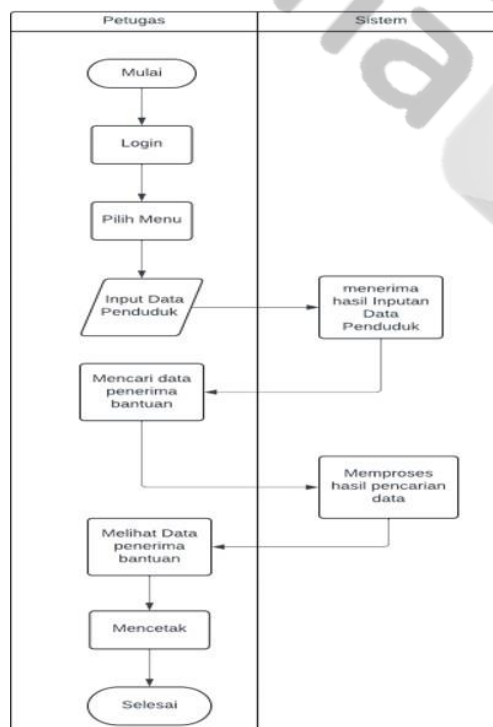 Petugas
Sistem
Mulai
Login
Pilih Menu
Input Data
Penduduk
menerima
hasil Inputan
Data
Penduduk
Mencari data
penerima
bantuan
Memproses
hasil pencarian
data
Melihat Data
penerima
bantuan
Mencetak
Selesai